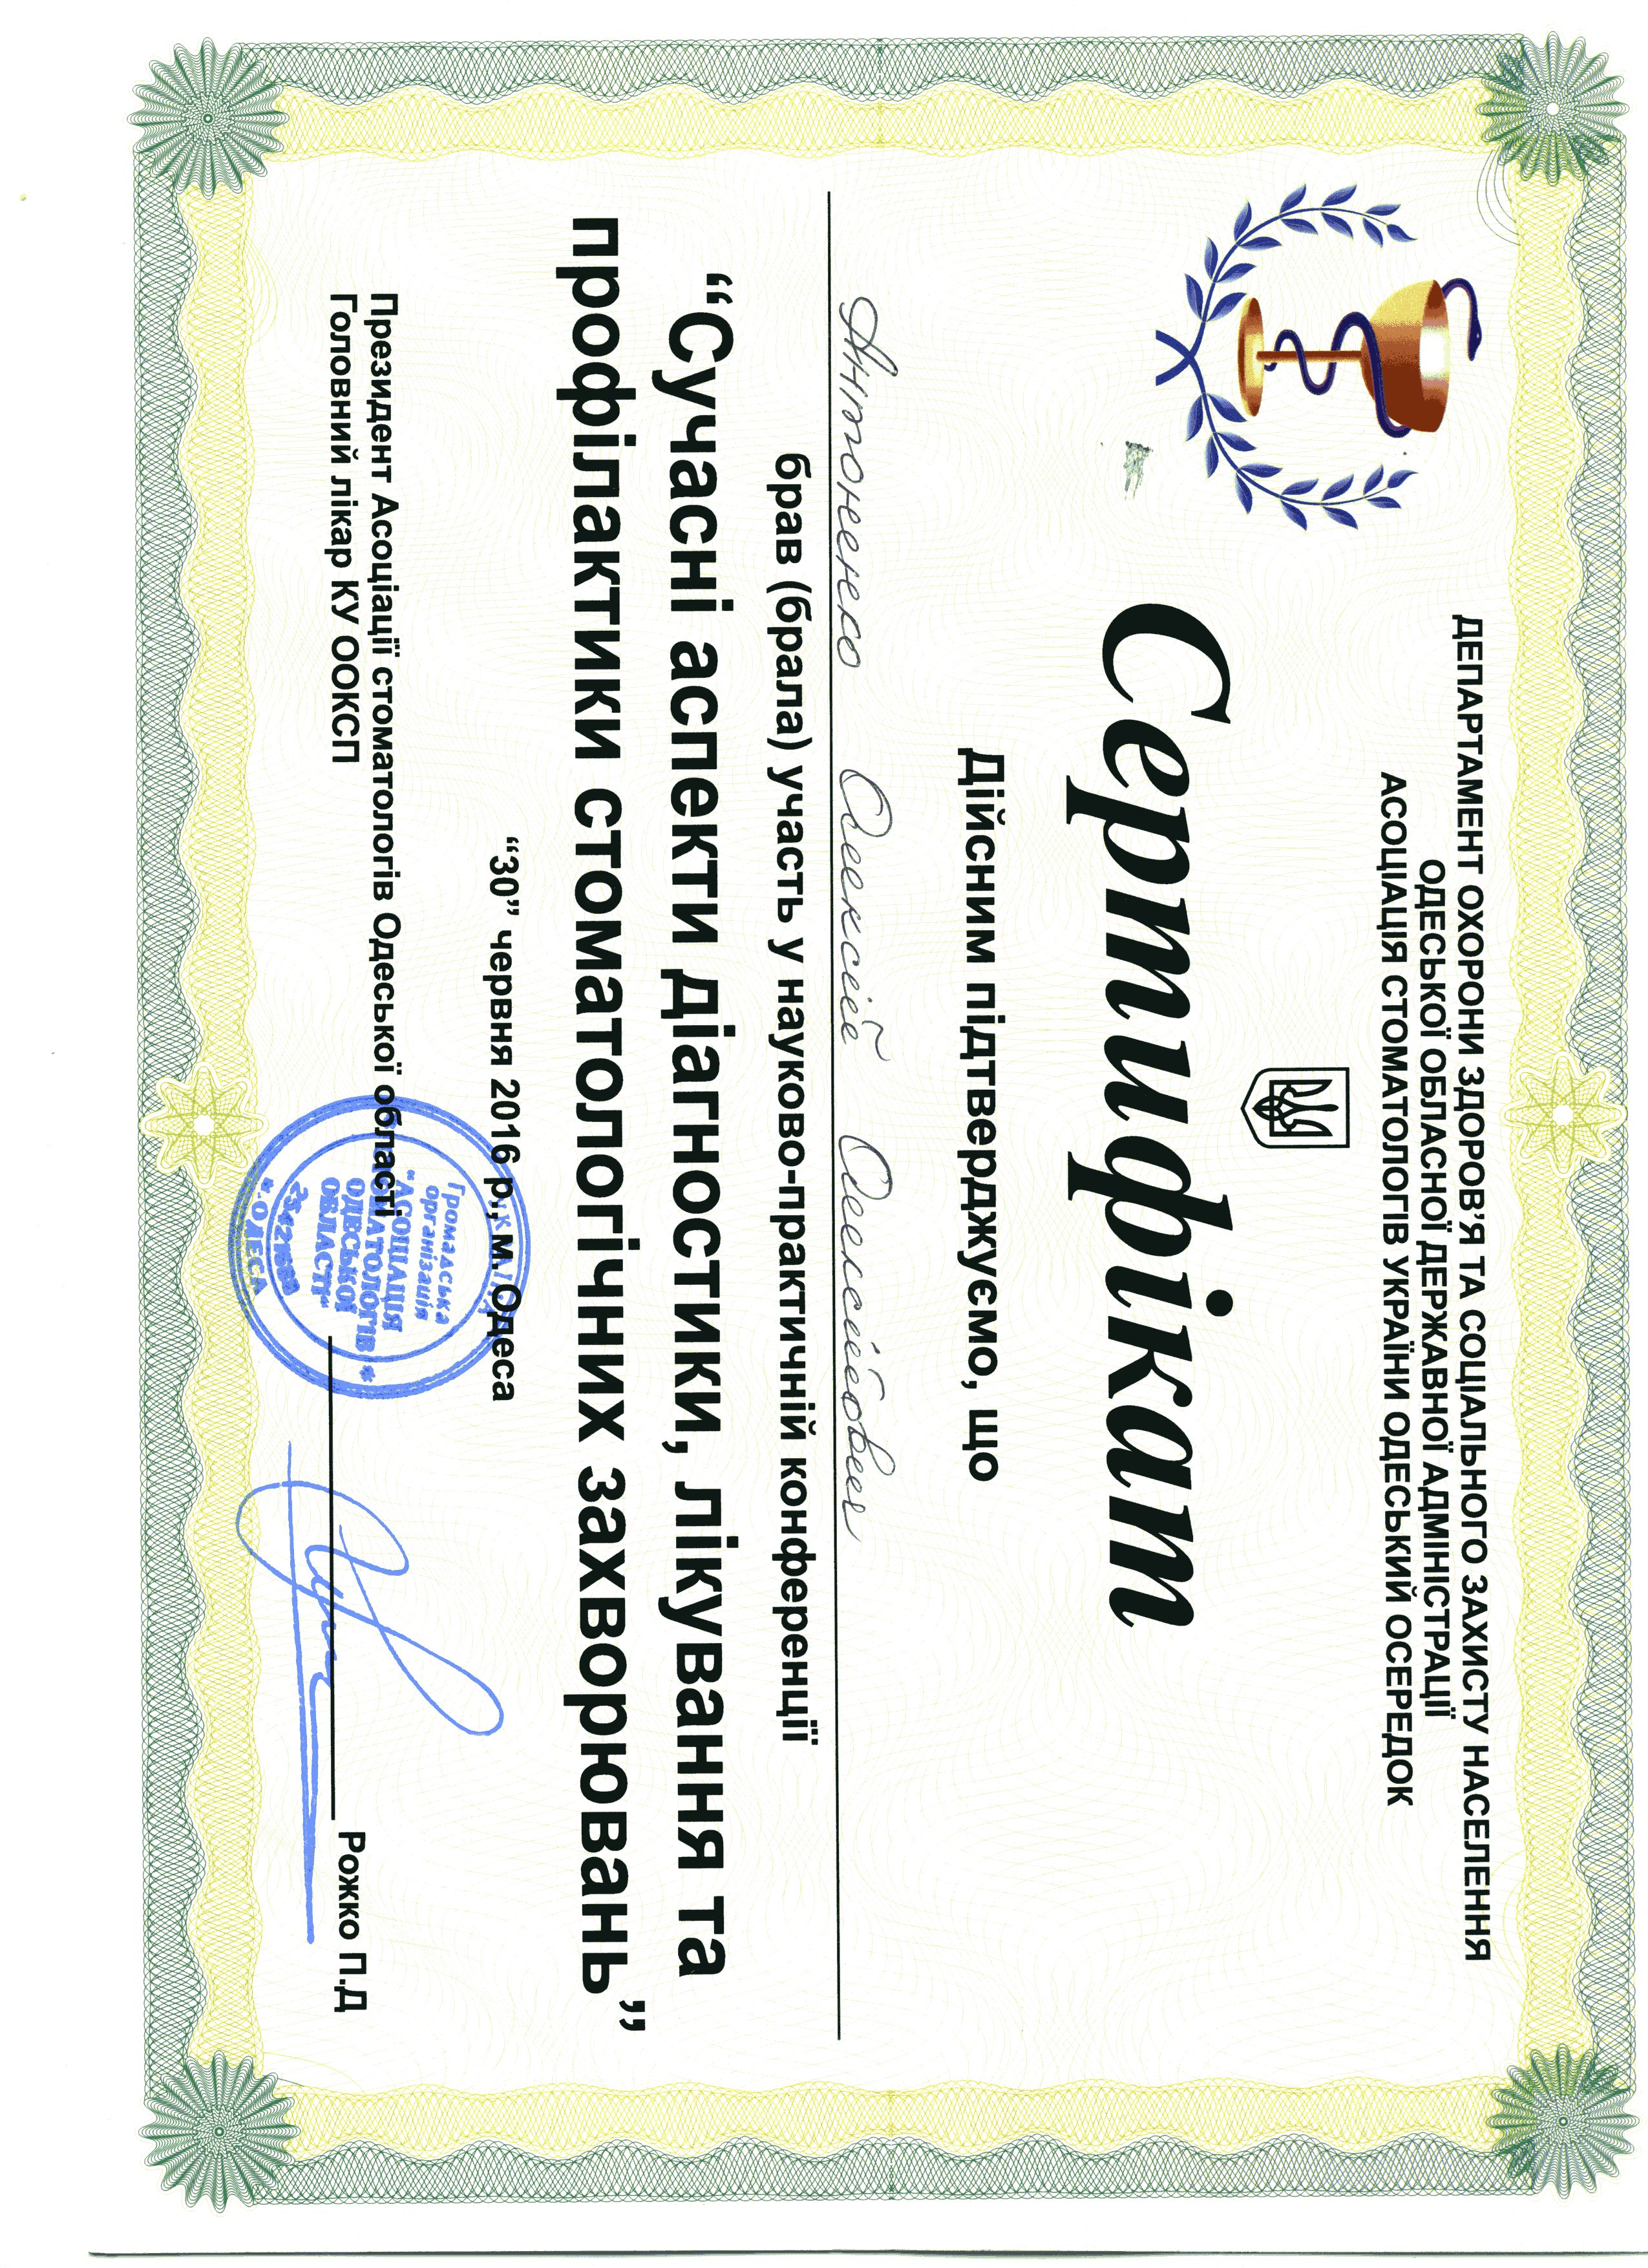 ДЕПАРТАМЕНТ ОХОРОНИ ЗДОРОВ’Я ТА СОЦІАЛЬНОГО ЗАХИСТУ НАСЕЛЕННЯ
ОДЕСЬКОЇ ОБЛАСНОЇ ДЕРЖАВНОЇ АДМІНІСТРАЦІЇ
АСОЦІАЦІЯ СТОМАТОЛОГІВ УКРАЇНИ ОДЕСЬКИЙ ОСЕРЕДОК
Сертифікат
Дійсним підтверджуємо, що
Антоненко Олексій Олексійович
брав (брала) участь у науково-практичній конференції
“Сучасні аспекти діагностики, лікування та
профілактики стоматологічних захворювань”
“30” червня 2016 р., м. Одеса
УКРАЇНА
Громадська
організація
“АСОЦІАЦІЯ
СТОМАТОЛОГІВ
ОДЕСЬКОЇ
ОБЛАСТІ“
м.ОДЕСА
Президент Асоціації стоматологів Одеської області
Головний лікар КУ ООКСП
Рожко П.Д